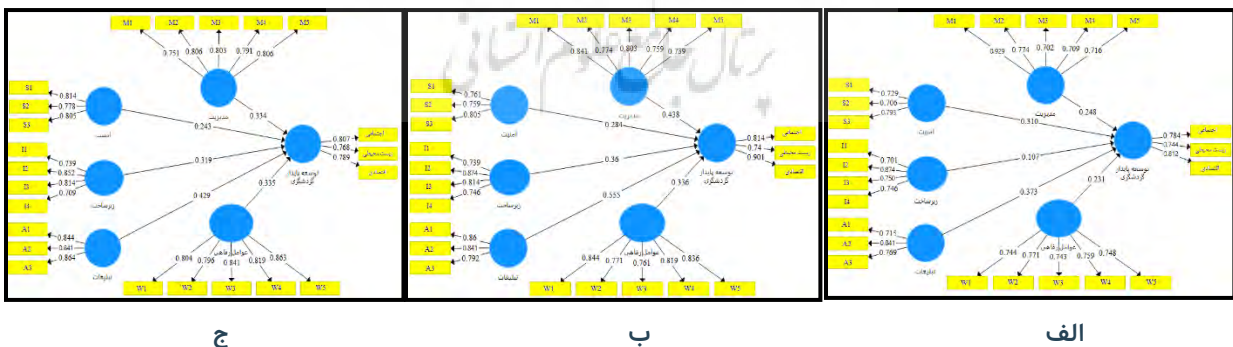 پرتال جامع علوم انسانی
M1 M2 M3 M4 M5
0.929 0.774 0.702 0.709 0.716
مدیریت
0.248
S1 0.729
S2 0.706
S3 0.791
امنیت
0.310
I1 0.701
I2 0.874
I3 0.750
I4 0.746
زیرساخت
0.107
A1 0.715
A2 0.841
A3 0.769
تبلیغات
0.373
0.231
عوامل رفاهی
0.744 0.771 0.743 0.759 0.748
W1 W2 W3 W4 W5
توسعه پایدار
گردشگری
0.784 اجتماعی
0.744 زیست محیطی
0.812 اقتصادی
الف
M1 M2 M3 M4 M5
0.841 0.774 0.803 0.759 0.739
مدیریت
0.438
S1 0.761
S2 0.759
S3 0.805
امنیت
0.284
I1 0.739
I2 0.874
I3 0.814
I4 0.746
زیرساخت
0.36
A1 0.86
A2 0.841
A3 0.792
تبلیغات
0.555
0.336
عوامل رفاهی
0.844 0.771 0.761 0.819 0.836
W1 W2 W3 W4 W5
توسعه پایدار
گردشگری
0.814 اجتماعی
0.74 زیست محیطی
0.901 اقتصادی
ب
M1 M2 M3 M4 M5
0.751 0.806 0.803 0.791 0.806
مدیریت
0.334
S1 0.814
S2 0.778
S3 0.805
امنیت
0.243
I1 0.739
I2 0.852
I3 0.814
I4 0.709
زیرساخت
0.319
A1 0.844
A2 0.841
A3 0.864
تبلیغات
0.429
0.335
عوامل رفاهی
0.804 0.796 0.841 0.819 0.863
W1 W2 W3 W4 W5
توسعه پایدار
گردشگری
0.807 اجتماعی
0.768 زیست محیطی
0.789 اقتصادی
ج